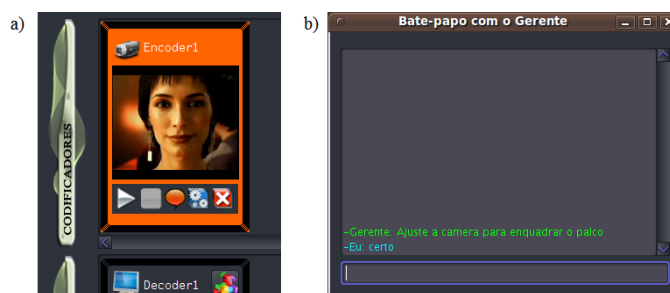 a)
CODIFICADORES
Encoder1
Decoder1
b)
Bate-papo com o Gerente
-Gerente: Ajuste a camera para enquadrar o palco
-Eu: certo